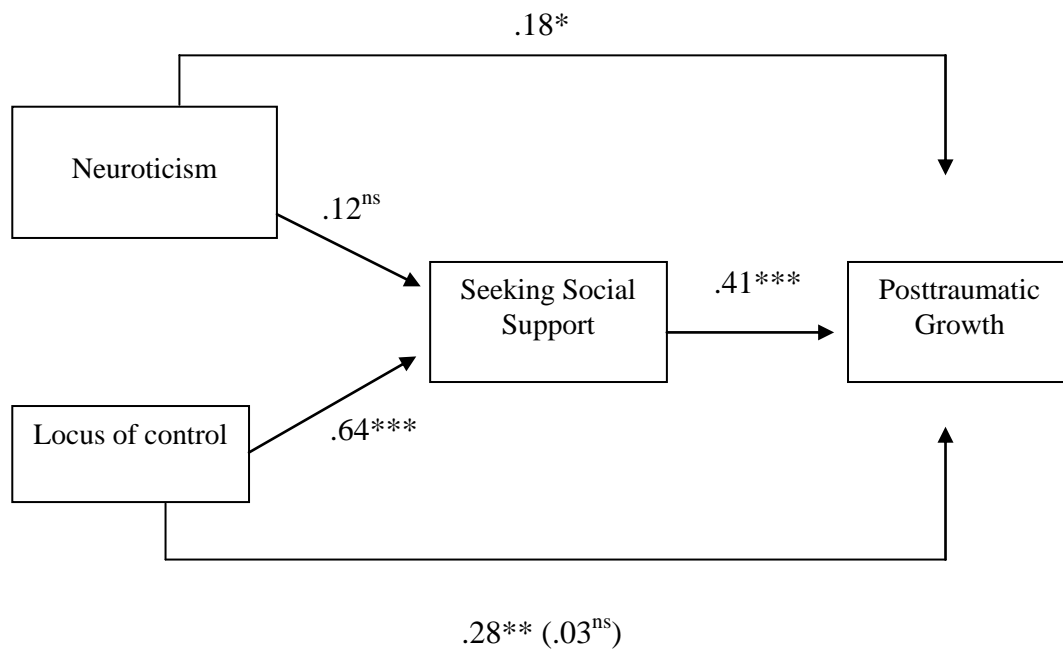 .18*
Neuroticism
.12ns
Seeking Social
Support
.41***
Posttraumatic
Growth
Locus of control
.64***
.28** (.03ns)